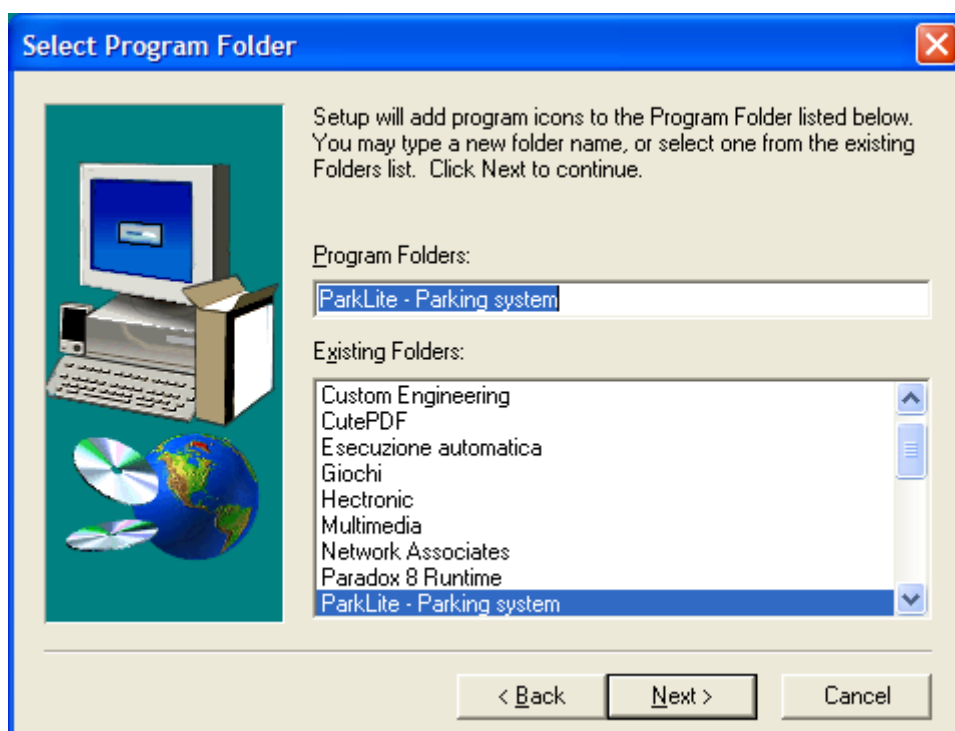 Select Program Folder
Setup will add program icons to the Program Folder listed below.
You may type a new folder name, or select one from the existing
Folders list.  Click Next to continue.
Program Folders:
ParkLite - Parking system
Existing Folders:
Custom Engineering
CutePDF
Esecuzione automatica
Giochi
Hectronic
Multimedia
Network Associates
Paradox 8 Runtime
ParkLite - Parking system
< Back
Next >
Cancel